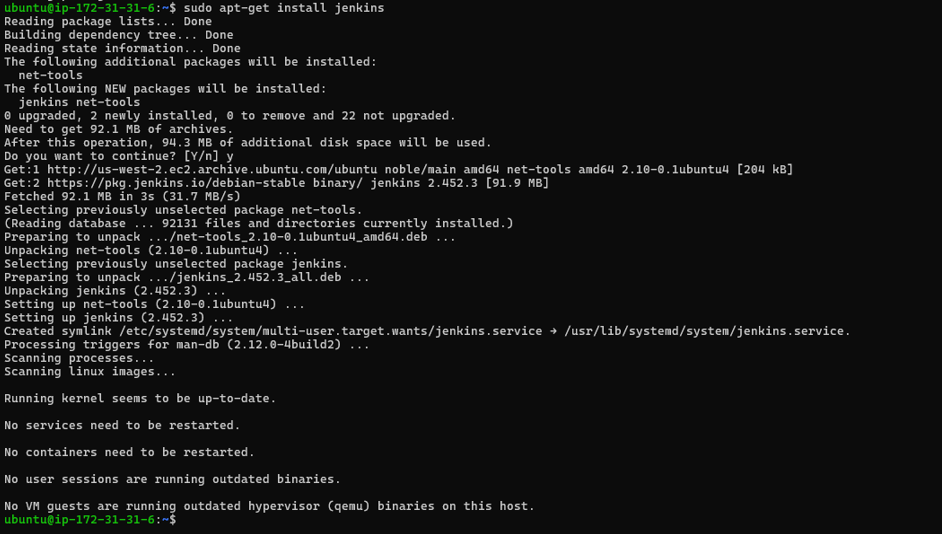 ubuntu@ip-172-31-31-6:~$ sudo apt-get install jenkins
Reading package lists... Done
Building dependency tree... Done
Reading state information... Done
The following additional packages will be installed:
  net-tools
The following NEW packages will be installed:
  jenkins net-tools
0 upgraded, 2 newly installed, 0 to remove and 22 not upgraded.
Need to get 92.1 MB of archives.
After this operation, 94.3 MB of additional disk space will be used.
Do you want to continue? [Y/n] y
Get:1 http://us-west-2.ec2.archive.ubuntu.com/ubuntu noble/main amd64 net-tools amd64 2.10-0.1ubuntu4 [204 kB]
Get:2 https://pkg.jenkins.io/debian-stable binary/ jenkins 2.452.3 [91.9 MB]
Fetched 92.1 MB in 3s (31.7 MB/s)
Selecting previously unselected package net-tools.
(Reading database ... 92131 files and directories currently installed.)
Preparing to unpack .../net-tools_2.10-0.1ubuntu4_amd64.deb ...
Unpacking net-tools (2.10-0.1ubuntu4) ...
Selecting previously unselected package jenkins.
Preparing to unpack .../jenkins_2.452.3_all.deb ...
Unpacking jenkins (2.452.3) ...
Setting up net-tools (2.10-0.1ubuntu4) ...
Setting up jenkins (2.452.3) ...
Created symlink /etc/systemd/system/multi-user.target.wants/jenkins.service → /usr/lib/systemd/system/jenkins.service.
Processing triggers for man-db (2.12.0-4build2) ...
Scanning processes...
Scanning linux images...

Running kernel seems to be up-to-date.

No services need to be restarted.

No containers need to be restarted.

No user sessions are running outdated binaries.

No VM guests are running outdated hypervisor (qemu) binaries on this host.
ubuntu@ip-172-31-31-6:~$